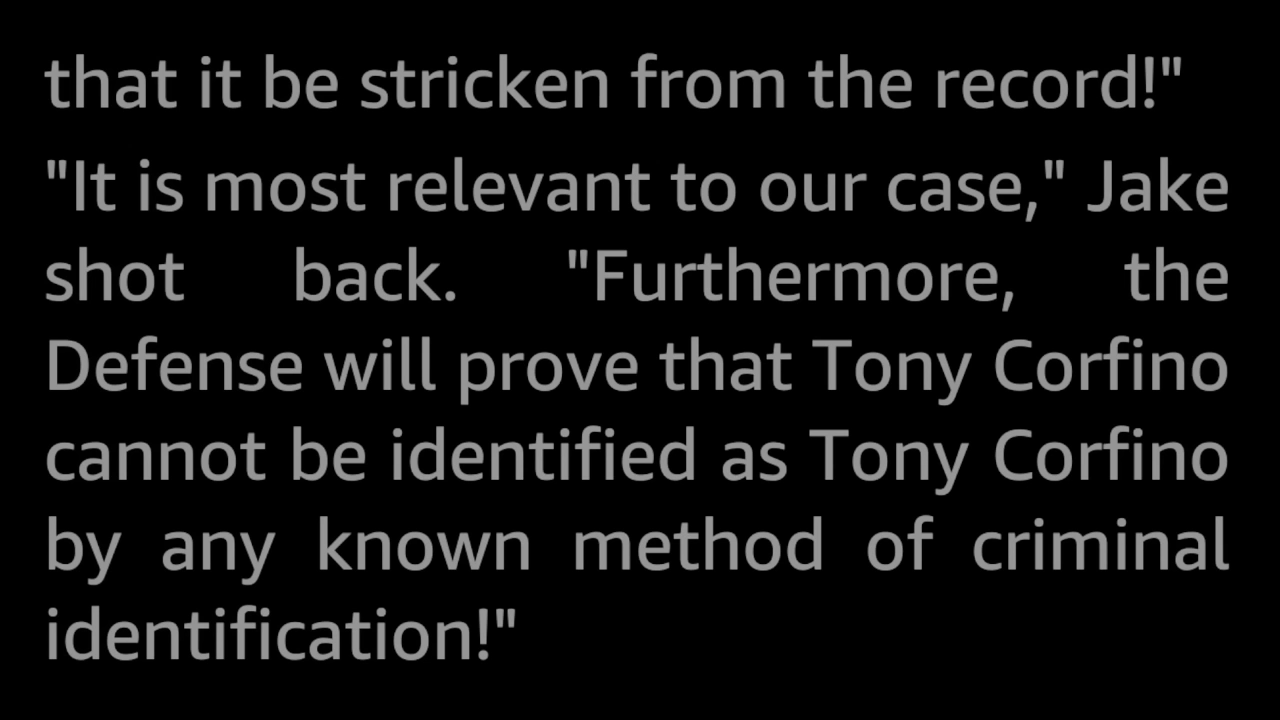 that it be stricken from the record!"
"It is most relevant to our case," Jake
shot back. "Furthermore, the
Defense will prove that Tony Corfino
cannot be identified as Tony Corfino
by any known method of criminal
identification!"